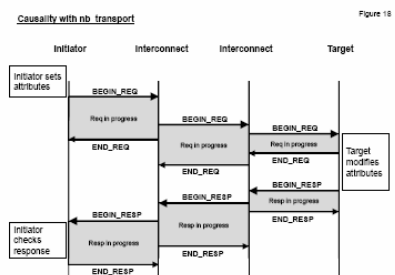 Figure 18
Causality with nb_transport
Initiator Interconnect Interconnect Target
Initiator sets
attributes
BEGIN_REQ
Req in progress
BEGIN_REQ
BEGIN_REQ
Req in progress
Req in progress
END_REQ
END_REQ
END_REQ
Target
modifies
attributes
BEGIN_RESP
BEGIN_RESP
Resp in progress
BEGIN_RESP
Resp in progress
END_RESP
Initiator
checks
response
Resp in progress
END_RESP
END_RESP